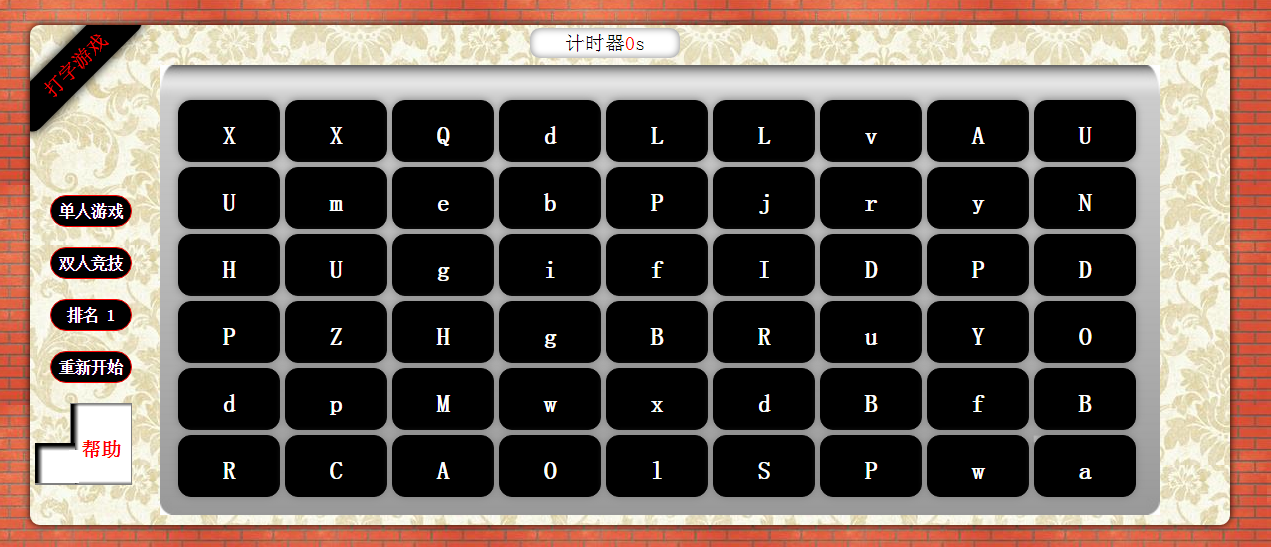 打字游戏
计时器0s
X X Q d L L v A U
U m e b P j r y N
H U g i f I D P D
P Z H g B R u Y O
d p M w x d B f B
R C A O l S P w a
单人游戏
双人竞技
排名 1
重新开始
帮助